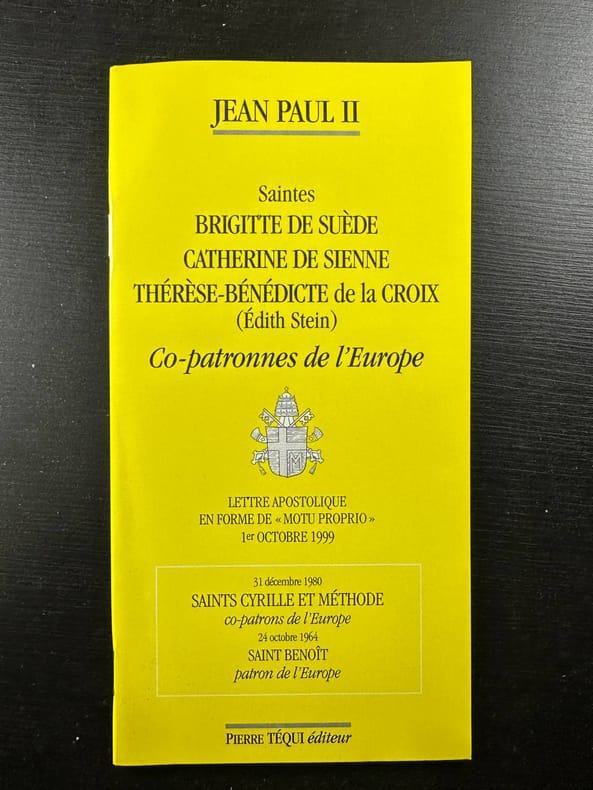 JEAN PAUL II
Saintes
BRIGITTE DE SUÈDE
CATHERINE DE SIENNE
THÉRÈSE-BÉNÉDICTE de la CROIX
(Édith Stein)
Co-patronnes de l'Europe
M
LETTRE APOSTOLIQUE
EN FORME DE « MOTU PROPRIO »
1er OCTOBRE 1999
31 décembre 1980
SAINTS CYRILLE ET MÉTHODE
co-patrons de l'Europe
24 octobre 1964
SAINT BENOÎT
patron de l'Europe
PIERRE TÉQUI éditeur